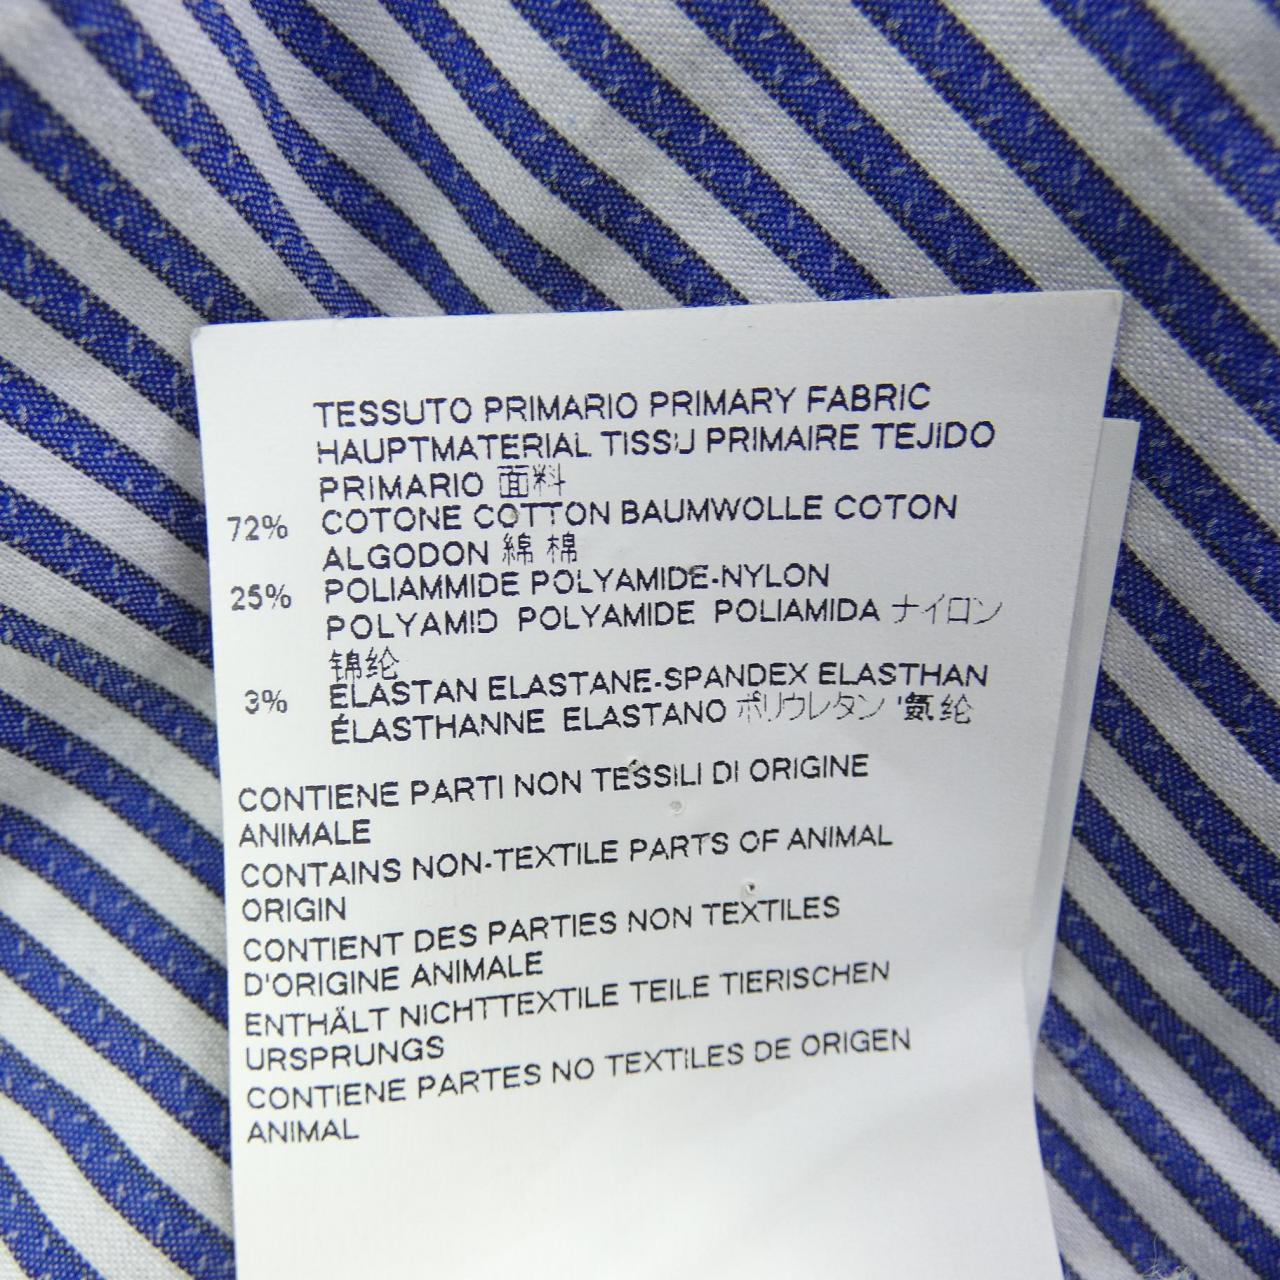 TESSUTO PRIMARIO PRIMARY FABRIC
HAUPTMATERIAL TISSU PRIMAIRE TEJIDO
PRIMARIO 面料
72% COTONE COTTON BAUMWOLLE COTON
ALGODON 綿 棉
25% POLIAMMIDE POLYAMIDE-NYLON
POLYAMID POLYAMIDE POLIAMIDA ナイロン
锦纶
3% ELASTAN ELASTANE-SPANDEX ELASTHAN
ÉLASTHANNE ELASTANO ポリウレタン 氨纶
CONTIENE PARTI NON TESSILI DI ORIGINE
ANIMALE
CONTAINS NON-TEXTILE PARTS OF ANIMAL
ORIGIN
CONTIENT DES PARTIES NON TEXTILES
D'ORIGINE ANIMALE
ENTHÄLT NICHTTEXTILE TEILE TIERISCHEN
URSPRUNGS
CONTIENE PARTES NO TEXTILES DE ORIGEN
ANIMAL